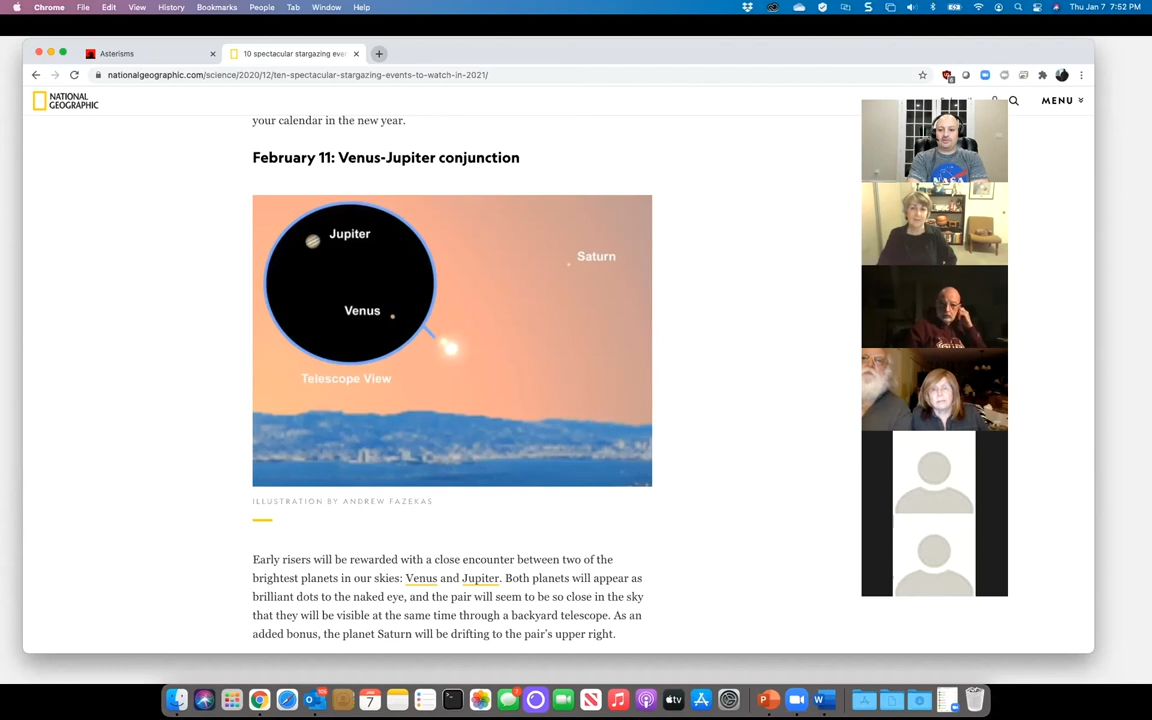 Chrome File Edit View History Bookmarks People Tab Window Help
Thu Jan 7 7:52 PM
Asterisms
10 spectacular stargazing eve
nationalgeographic.com/science/2020/12/ten-spectacular-stargazing-events-to-watch-in-2021/
NATIONAL
GEOGRAPHIC
MENU
your calendar in the new year.
February 11: Venus-Jupiter conjunction
Jupiter
Saturn
Venus
Telescope View
NASA
ILLUSTRATION BY ANDREW FAZEKAS
Early risers will be rewarded with a close encounter between two of the
brightest planets in our skies: Venus and Jupiter. Both planets will appear as
brilliant dots to the naked eye, and the pair will seem to be so close in the sky
that they will be visible at the same time through a backyard telescope. As an
added bonus, the planet Saturn will be drifting to the pair's upper right.